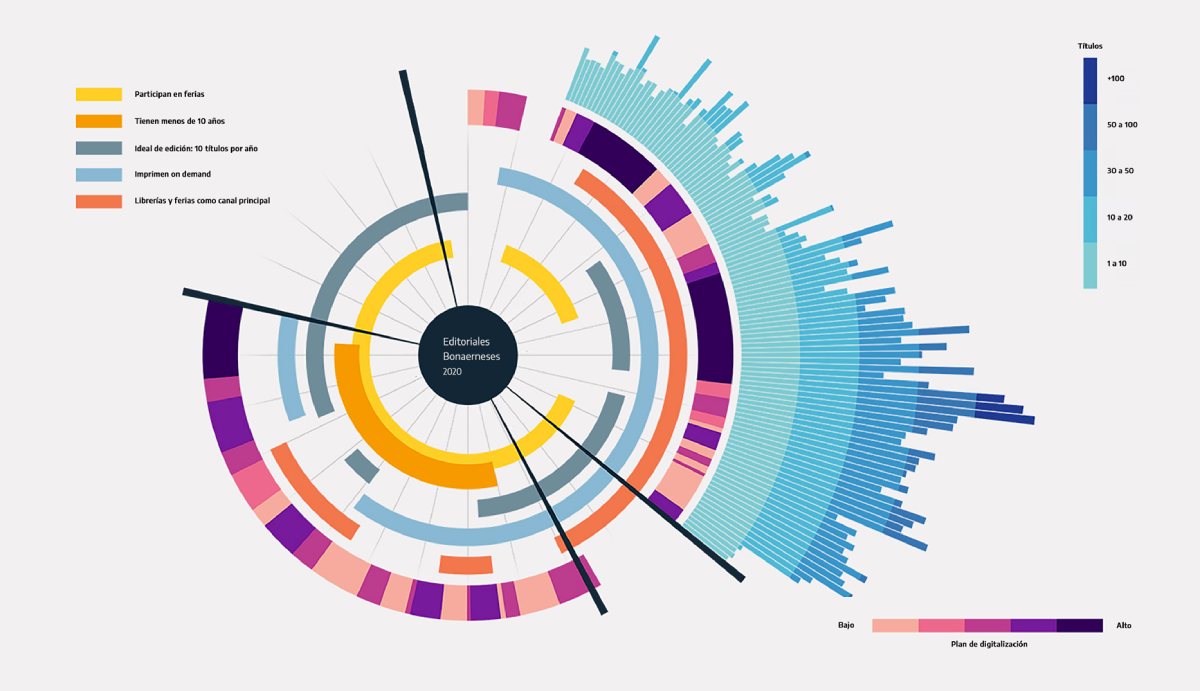 Participan en ferias
Tienen menos de 10 años
Ideal de edición: 10 títulos por año
Imprimen on demand
Librerías y ferias como canal principal
Editoriales
Bonaerneses
2020
Títulos
+100
50 a 100
30 a 50
10 a 20
1 a 10
Bajo
Alto
Plan de digitalización